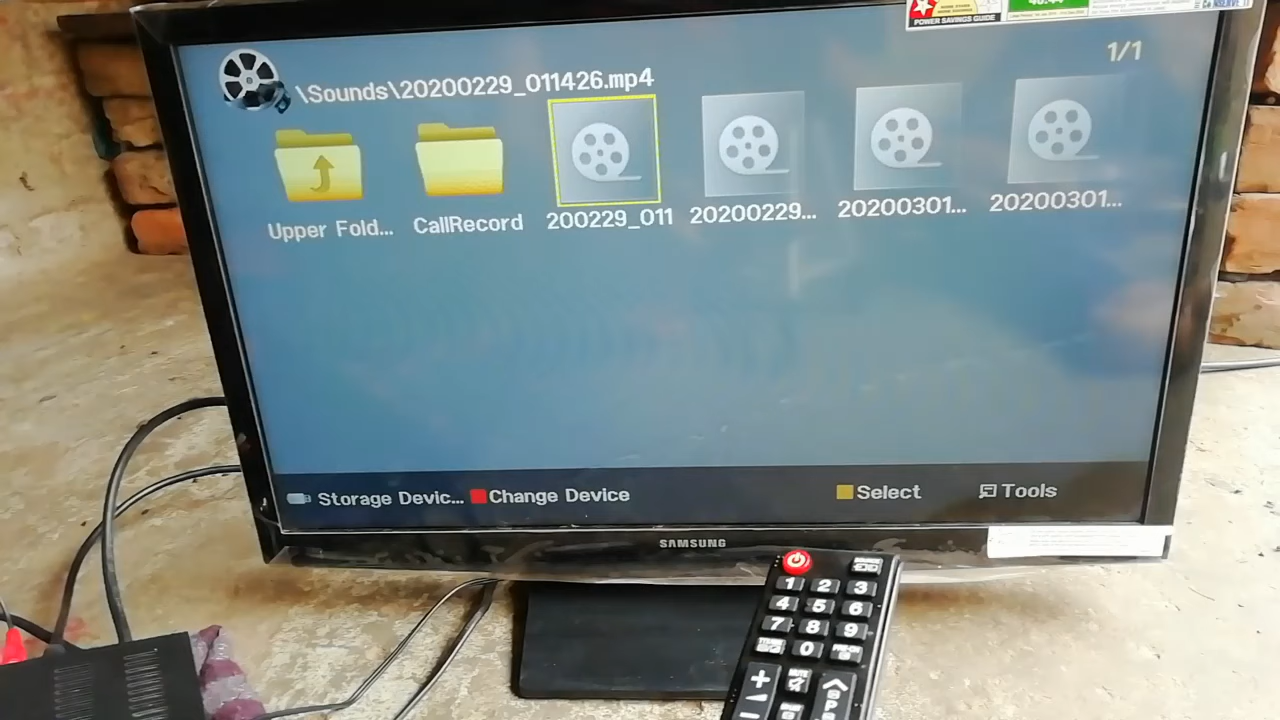 POWER SAVINGS GUIDE
1/1
\Sounds\20200229_011426.mp4
Upper Fold... CallRecord 200229_011 20200229... 20200301... 20200301...
Storage Devic... Change Device Select Tools
SAMSUNG
1 2 3
4 5 6
7 8 9
0
+
P